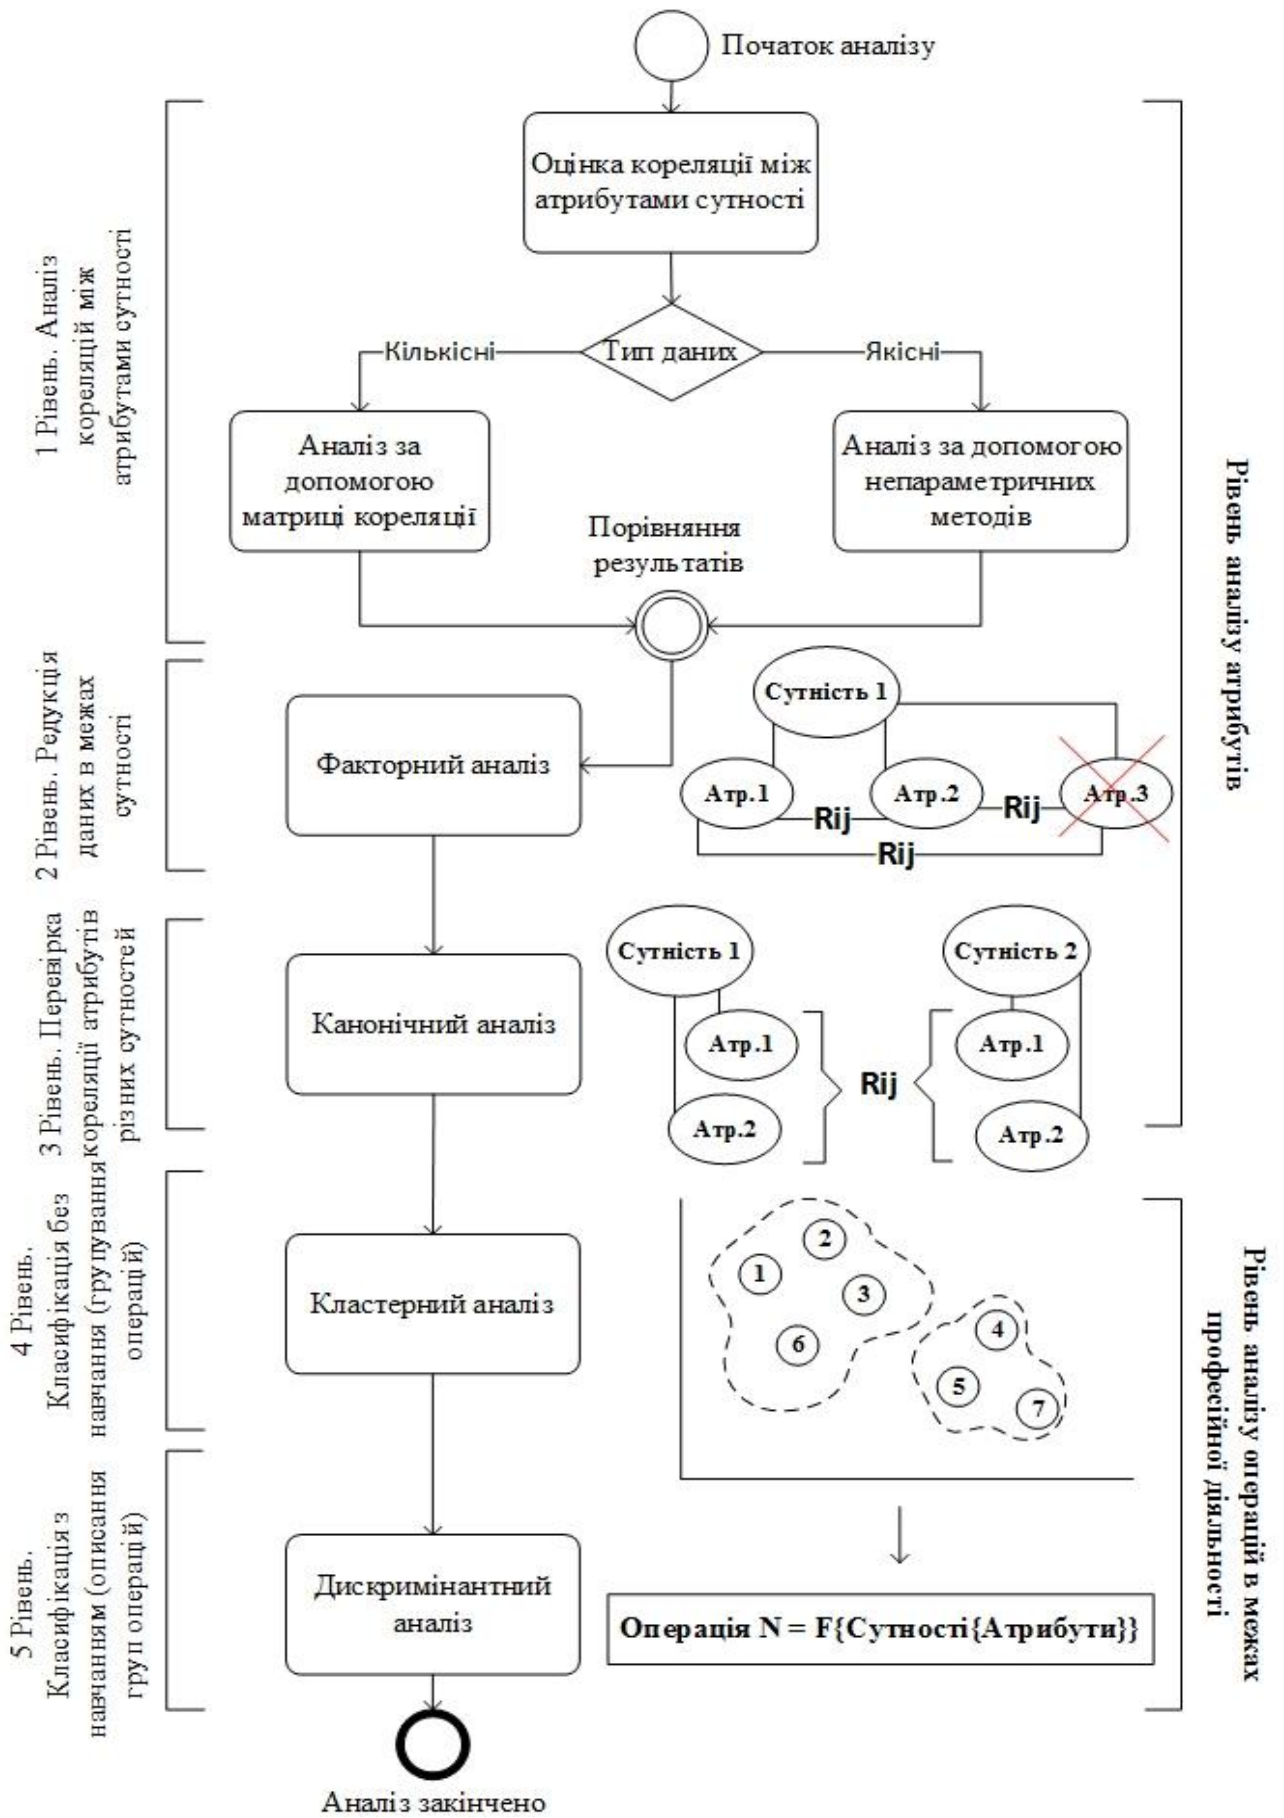 Початок аналізу
Оцінка кореляції між
атрибутами сутності
Тип даних
Кількісні
Якісні
Аналіз за
допомогою
матриці кореляції
Аналіз за допомогою
непараметричних
методів
Порівняння
результатів
1 Рівень. Аналіз
кореляцій між
атрибутами сутності
Рівень аналізу атрибутів
2 Рівень. Редукція
даних в межах
сутності
Факторний аналіз
Сутність 1
Атр.1
Атр.2
Атр.3
Rij
Rij
Rij
3 Рівень. Перевірка
кореляції атрибутів
різних сутностей
Канонічний аналіз
Сутність 1
Атр.1
Атр.2
Rij
Сутність 2
Атр.1
Атр.2
4 Рівень.
Класифікація без
навчання (групування
операцій)
Кластерний аналіз
1
2
3
6
4
5
7
Рівень аналізу операцій в межах
професійної діяльності
5 Рівень.
Класифікація з
навчанням (описання
груп операцій)
Дискримінантний
аналіз
Операція N = F{Сутності{Атрибути}}
Аналіз закінчено